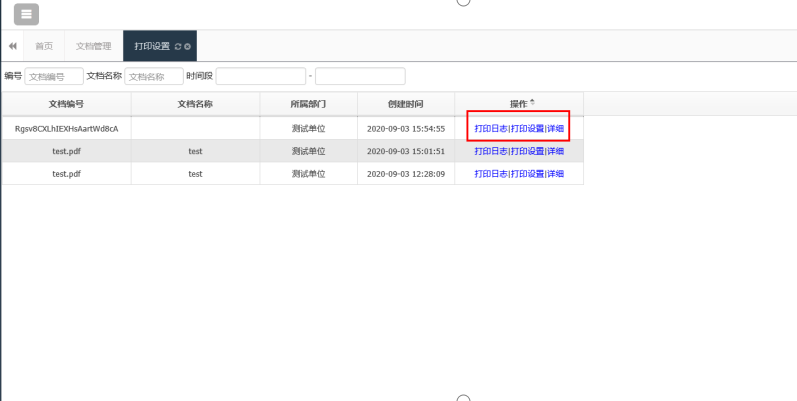 首页 文档管理 打印设置
编号 文档编号 文档名称 文档名称 时间段 -
文档编号 文档名称 所属部门 创建时间 操作
Rgsv8CXLhIEXHsAartWd8cA 测试单位 2020-09-03 15:54:55 打印日志|打印设置|详细
test.pdf test 测试单位 2020-09-03 15:01:51 打印日志|打印设置|详细
test.pdf test 测试单位 2020-09-03 12:28:09 打印日志|打印设置|详细